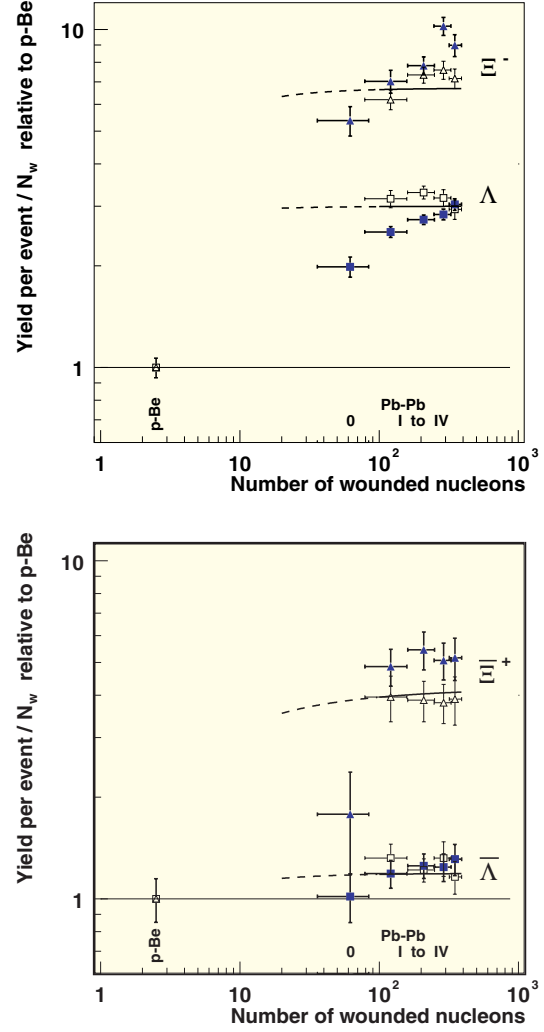 Yield per event / N_w relative to p-Be
10
Ξ⁻
Λ
1
p-Be
Pb-Pb
0 I to IV
1 10 10² 10³
Number of wounded nucleons
Yield per event / N_w relative to p-Be
10
Ξ̅⁺
Λ̅
1
p-Be
Pb-Pb
0 I to IV
1 10 10² 10³
Number of wounded nucleons